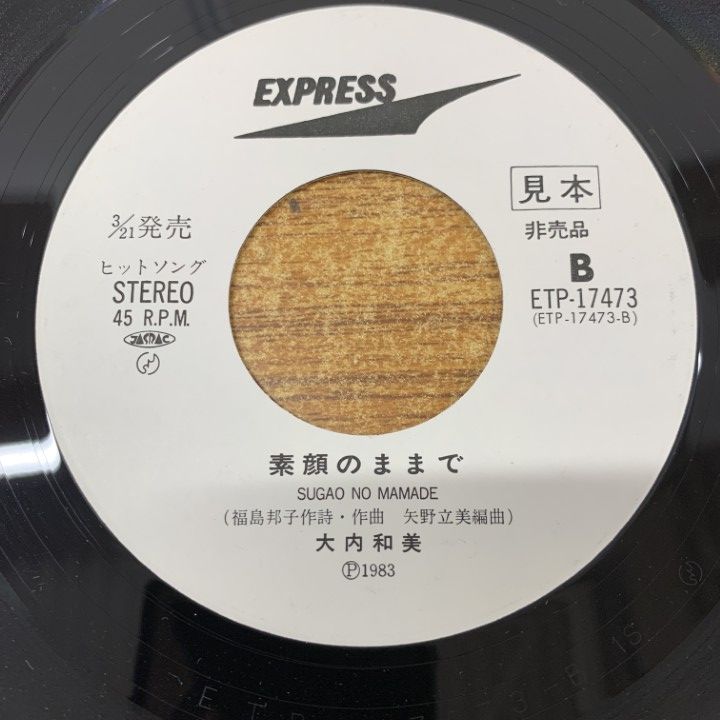 EXPRESS
見本
非売品
B
ETP-17473
(ETP-17473-B)
3/21発売
ヒットソング
STEREO
45 R.P.M.
JASRAC
素顔のままで
SUGAO NO MAMADE
(福島邦子作詩・作曲 矢野立美編曲)
大内和美
Ⓟ1983